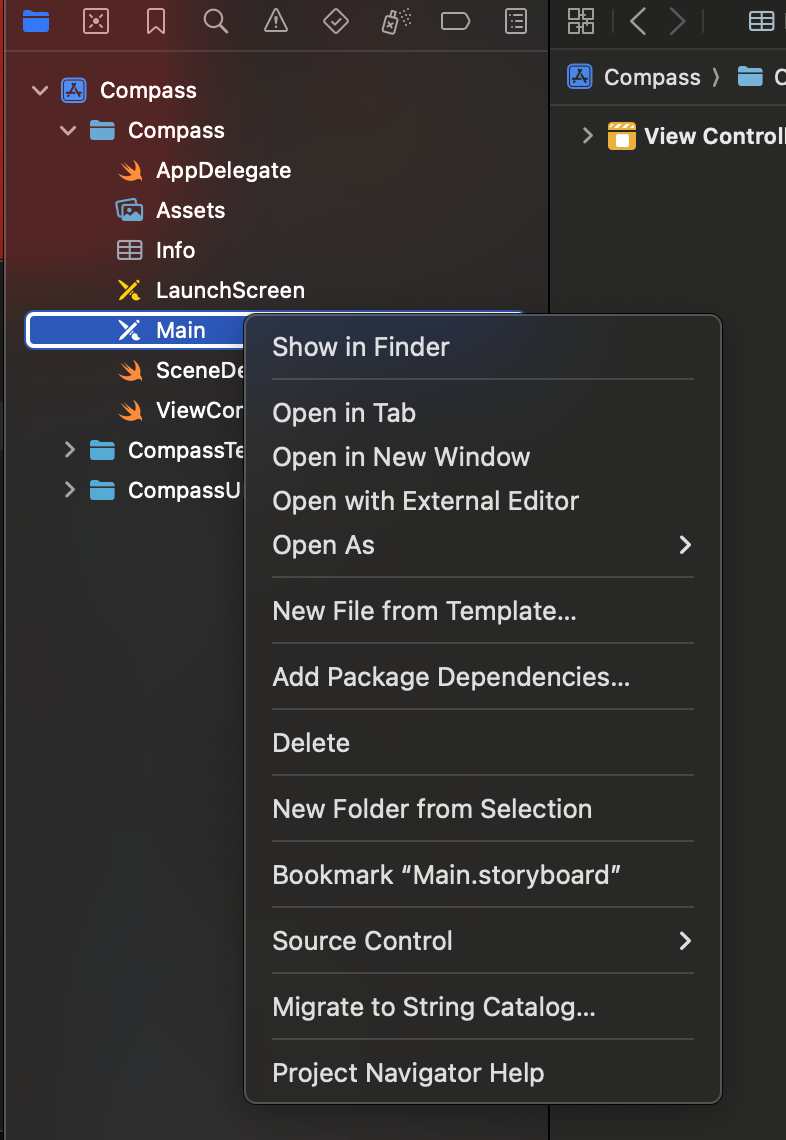 Compass
Compass
AppDelegate
Assets
Info
LaunchScreen
Main
SceneDe
ViewCon
CompassTe
CompassU
Compass
C
View Controll
Show in Finder
Open in Tab
Open in New Window
Open with External Editor
Open As
New File from Template...
Add Package Dependencies...
Delete
New Folder from Selection
Bookmark “Main.storyboard”
Source Control
Migrate to String Catalog...
Project Navigator Help